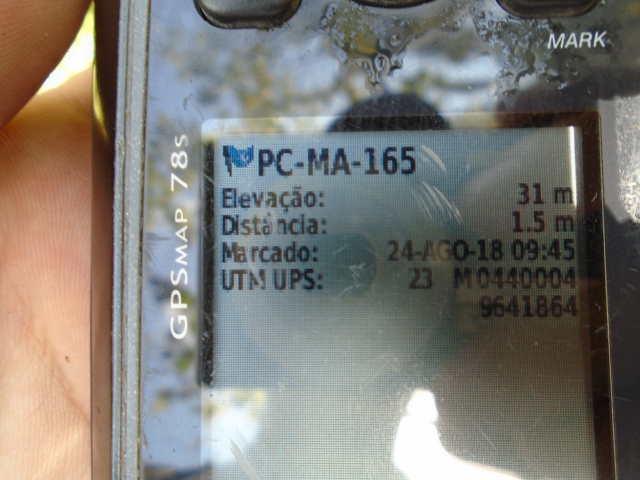 MARK
GPSMAP 78s
PC-MA-165
Elevação: 31 m
Distância: 1.5 m
Marcado: 24-AGO-18 09:45
UTM UPS: 23 M 0440004
9641864